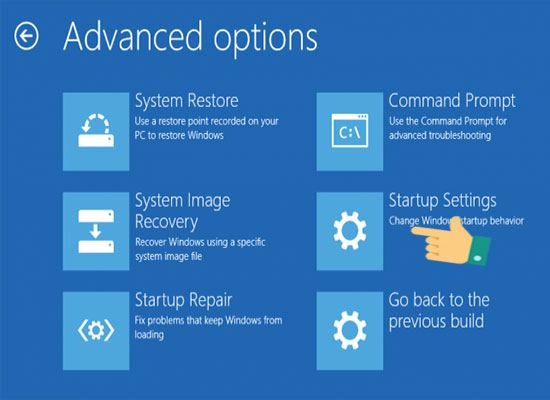 Advanced options
System Restore
Use a restore point recorded on your
PC to restore Windows
Command Prompt
Use the Command Prompt for
advanced troubleshooting
C:\
System Image
Recovery
Recover Windows using a specific
system image file
Startup Settings
Change Windows startup behavior
Startup Repair
Fix problems that keep Windows from
loading
Go back to the
previous build